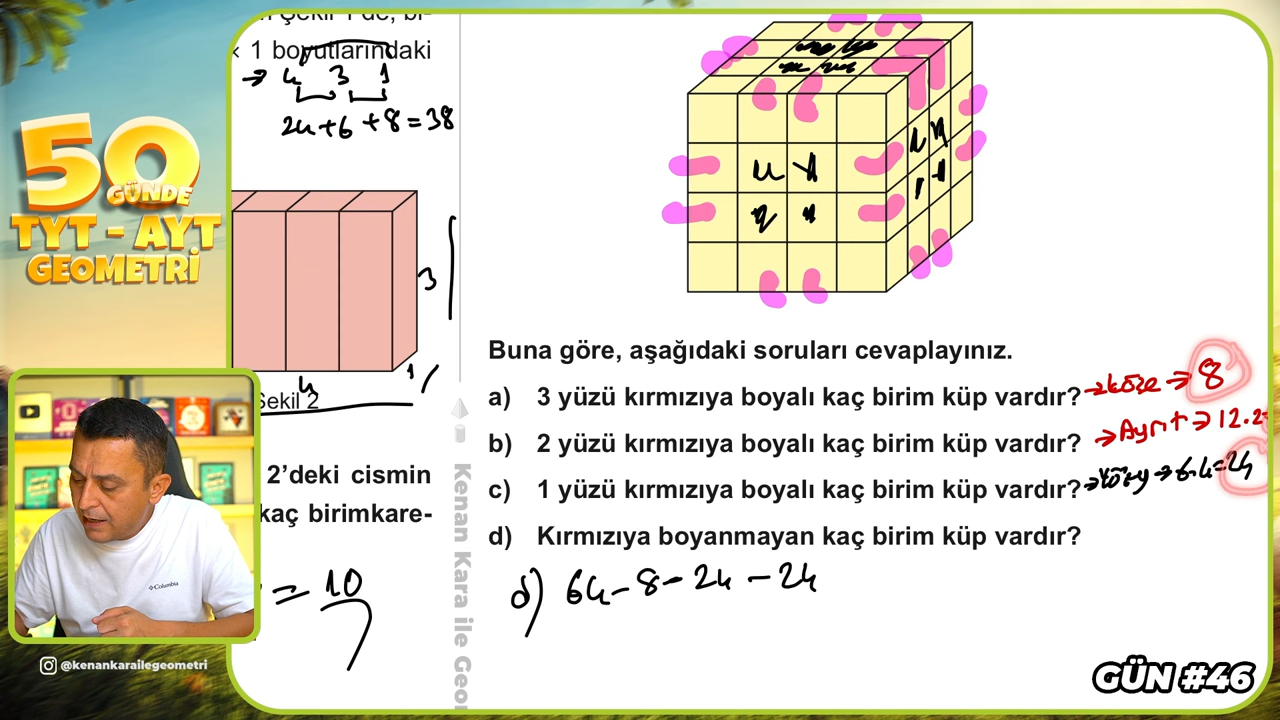 50
GÜNDE
TYT - AYT
GEOMETRİ
n Şekil 1'de, bi-
× 1 boyutlarındaki
→ 4 3 1
24+6+8=38
3
4
1
Şekil 2
2'deki cismin
kaç birimkare-
= 10
Buna göre, aşağıdaki soruları cevaplayınız.
a) 3 yüzü kırmızıya boyalı kaç birim küp vardır? →köşe → 8
b) 2 yüzü kırmızıya boyalı kaç birim küp vardır? →Ayrıt → 12.2
c) 1 yüzü kırmızıya boyalı kaç birim küp vardır? → 6.4=24
d) Kırmızıya boyanmayan kaç birim küp vardır?
d) 64-8-24-24
Kenan Kara ile Geo
Columbia
@kenankarailegeometri
GÜN #46